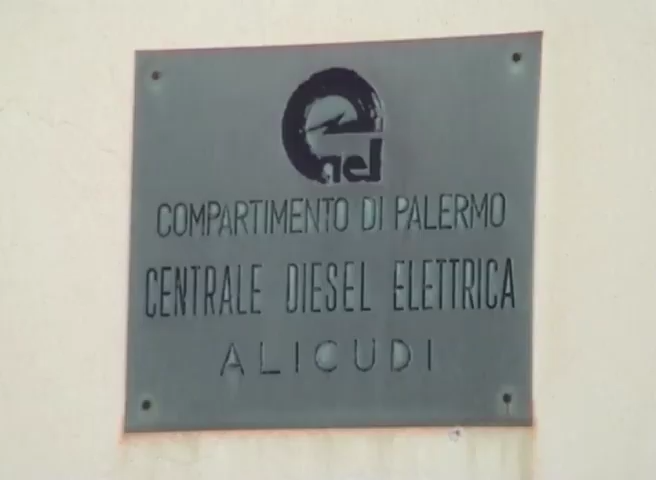 Enel
COMPARTIMENTO DI PALERMO
CENTRALE DIESEL ELETTRICA
ALICUDI